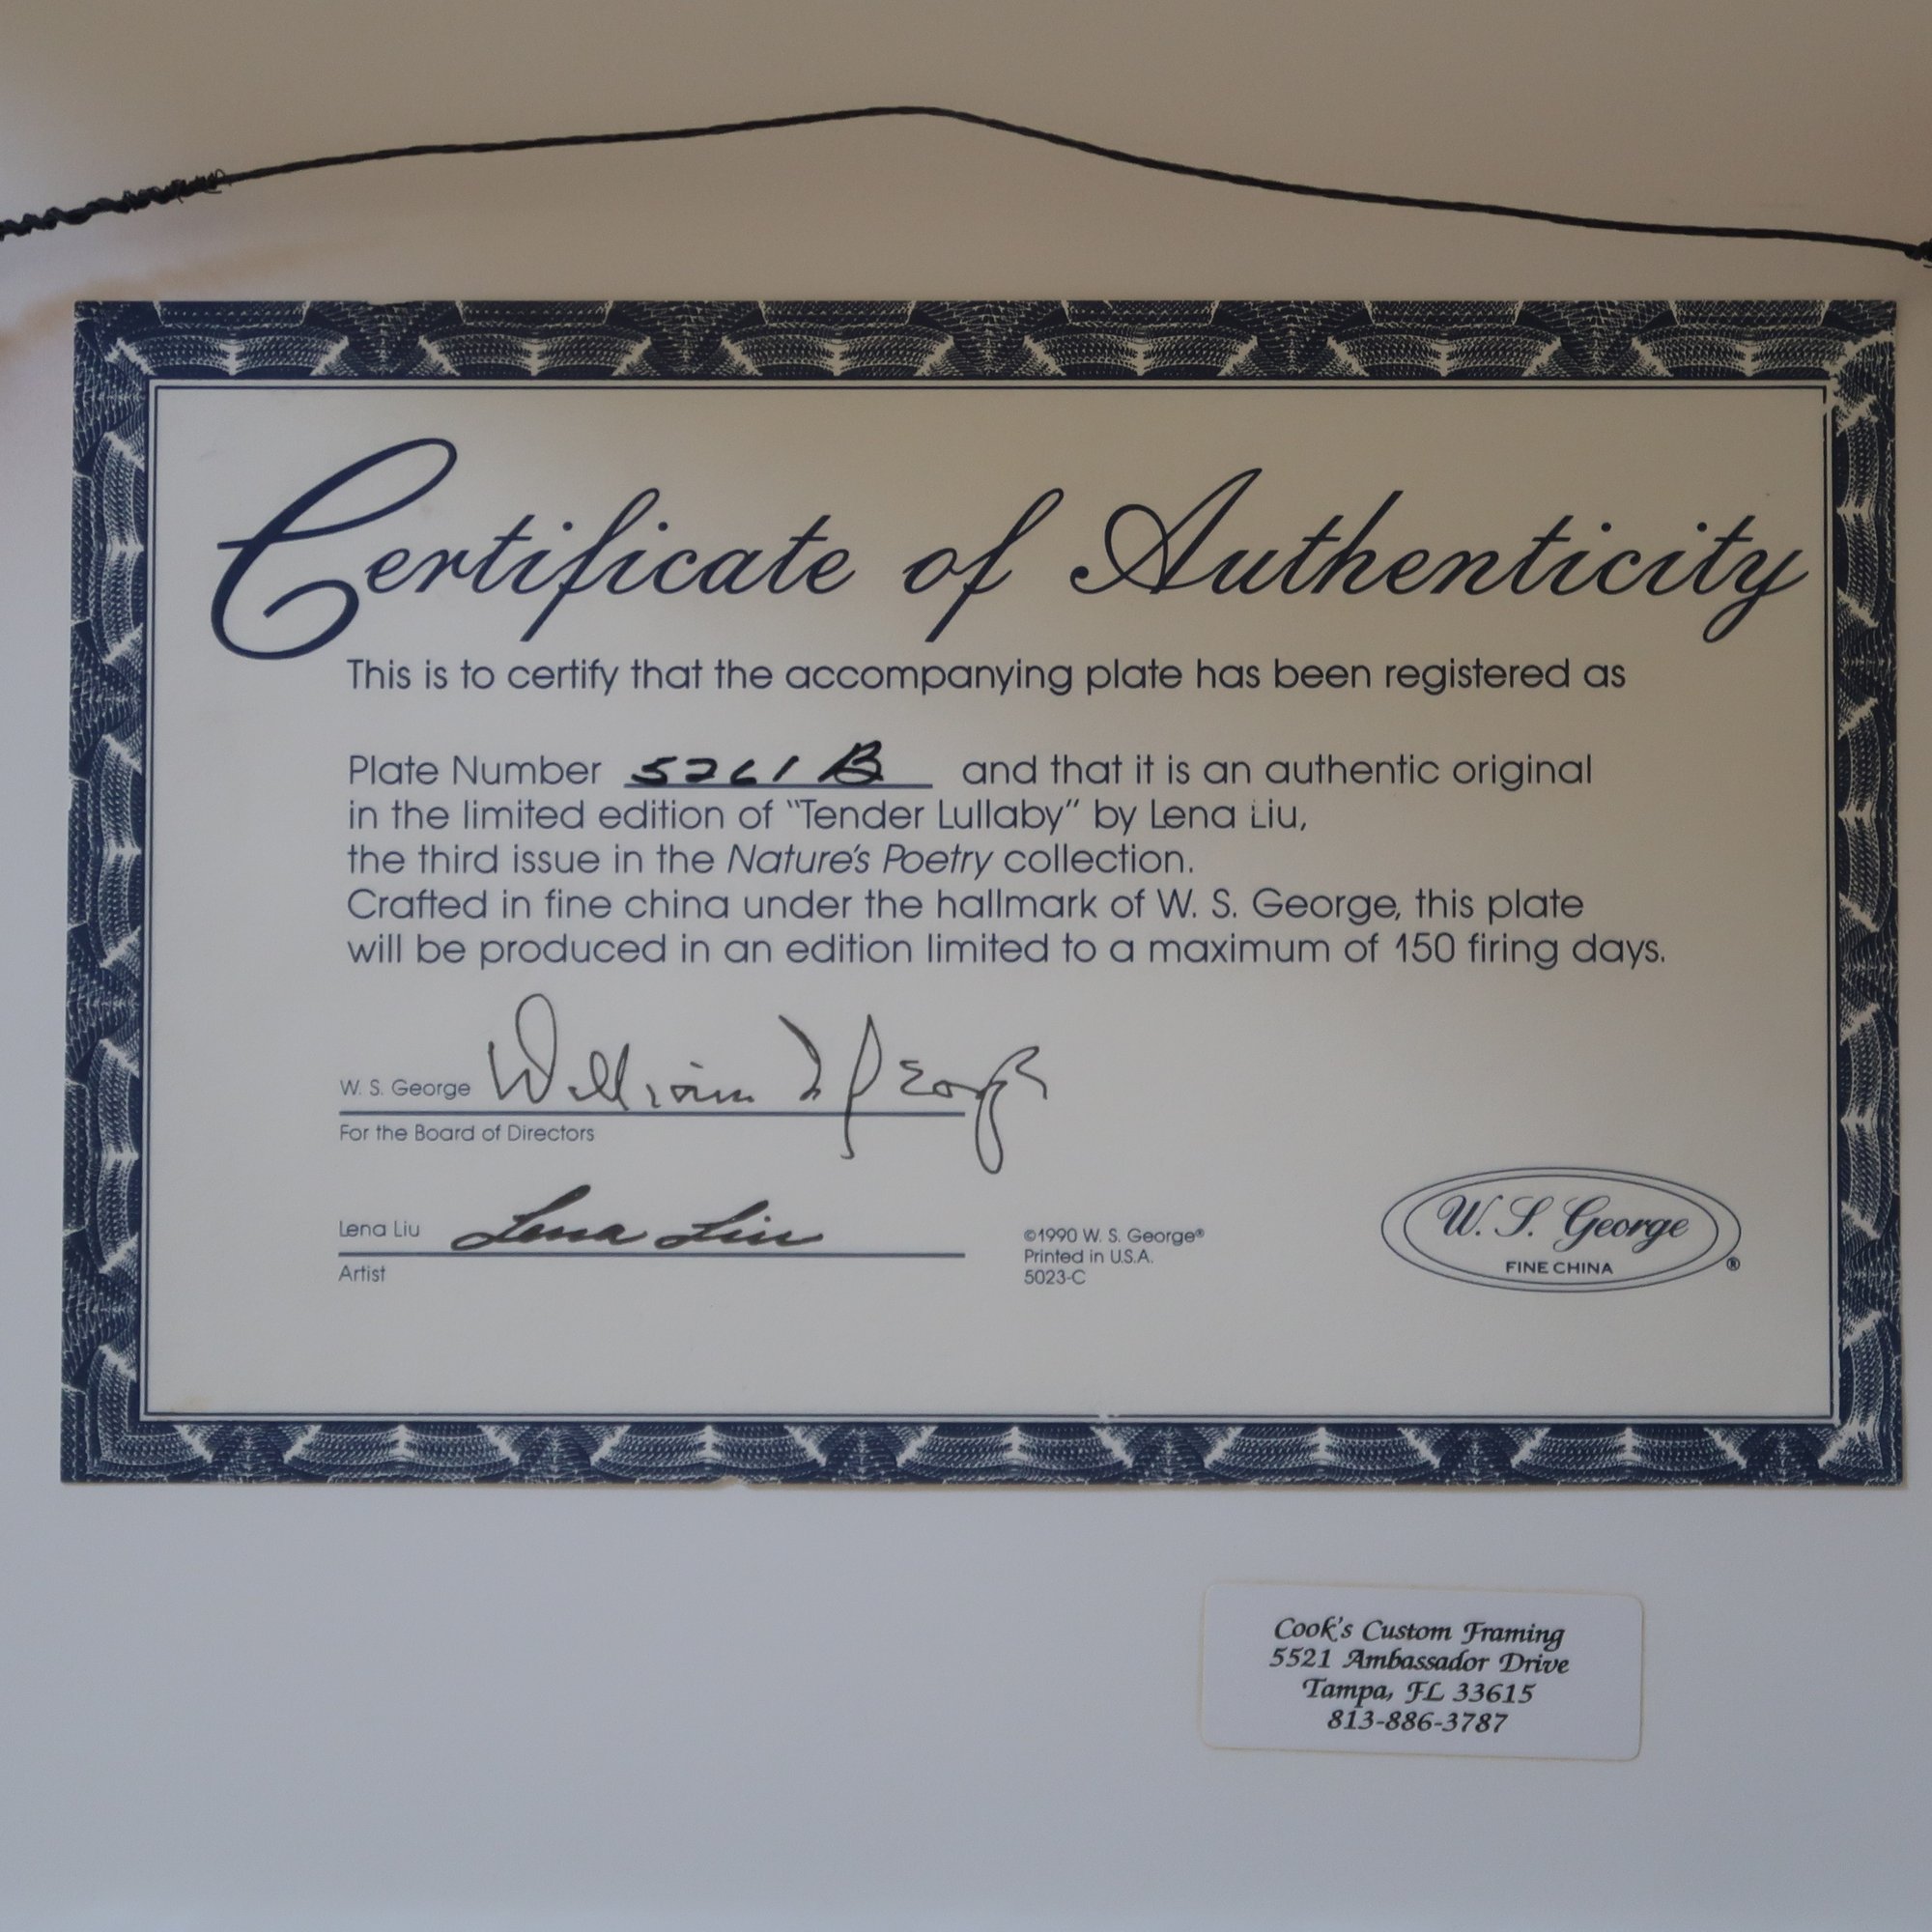 Certificate of Authenticity
This is to certify that the accompanying plate has been registered as
Plate Number 5261 B and that it is an authentic original
in the limited edition of "Tender Lullaby" by Lena Liu,
the third issue in the Nature's Poetry collection.
Crafted in fine china under the hallmark of W. S. George, this plate
will be produced in an edition limited to a maximum of 150 firing days.
W. S. George William S George
For the Board of Directors
Lena Liu Lena Liu
Artist
©1990 W. S. George®
Printed in U.S.A.
5023-C
W. S. George
FINE CHINA ®
Cook's Custom Framing
5521 Ambassador Drive
Tampa, FL 33615
813-886-3787